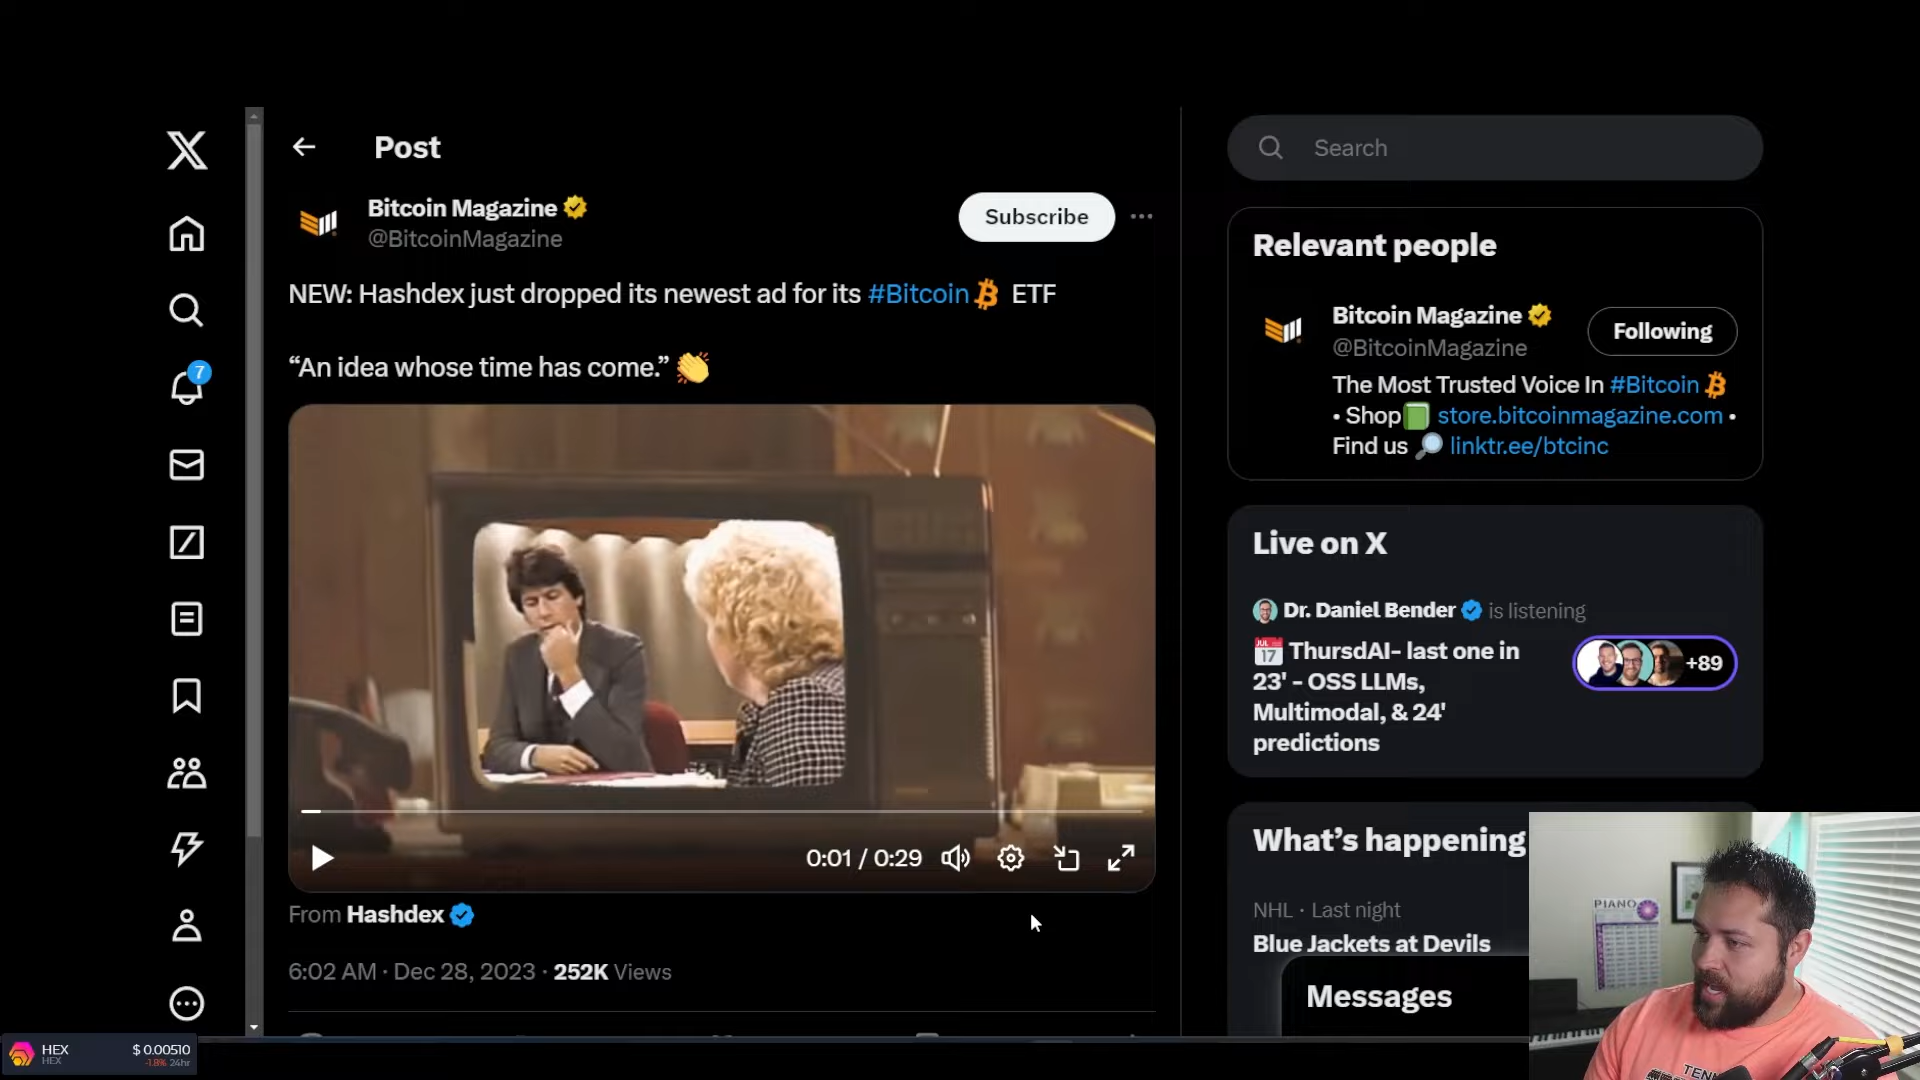 Post
Bitcoin Magazine
@BitcoinMagazine
Subscribe
NEW: Hashdex just dropped its newest ad for its #Bitcoin ETF
“An idea whose time has come.” 👏
0:01 / 0:29
From Hashdex
6:02 AM · Dec 28, 2023 · 252K Views
7
Search
Relevant people
Bitcoin Magazine
@BitcoinMagazine
Following
The Most Trusted Voice In #Bitcoin
• Shop📗 store.bitcoinmagazine.com •
Find us 🔎 linktr.ee/btcinc
Live on X
Dr. Daniel Bender is listening
JUL 17 ThursdAI- last one in
23' - OSS LLMs,
Multimodal, & 24'
predictions
+89
What’s happening
NHL · Last night
Blue Jackets at Devils
Messages
PIANO
HEX
HEX
$ 0.00510
-1.8% 24hr